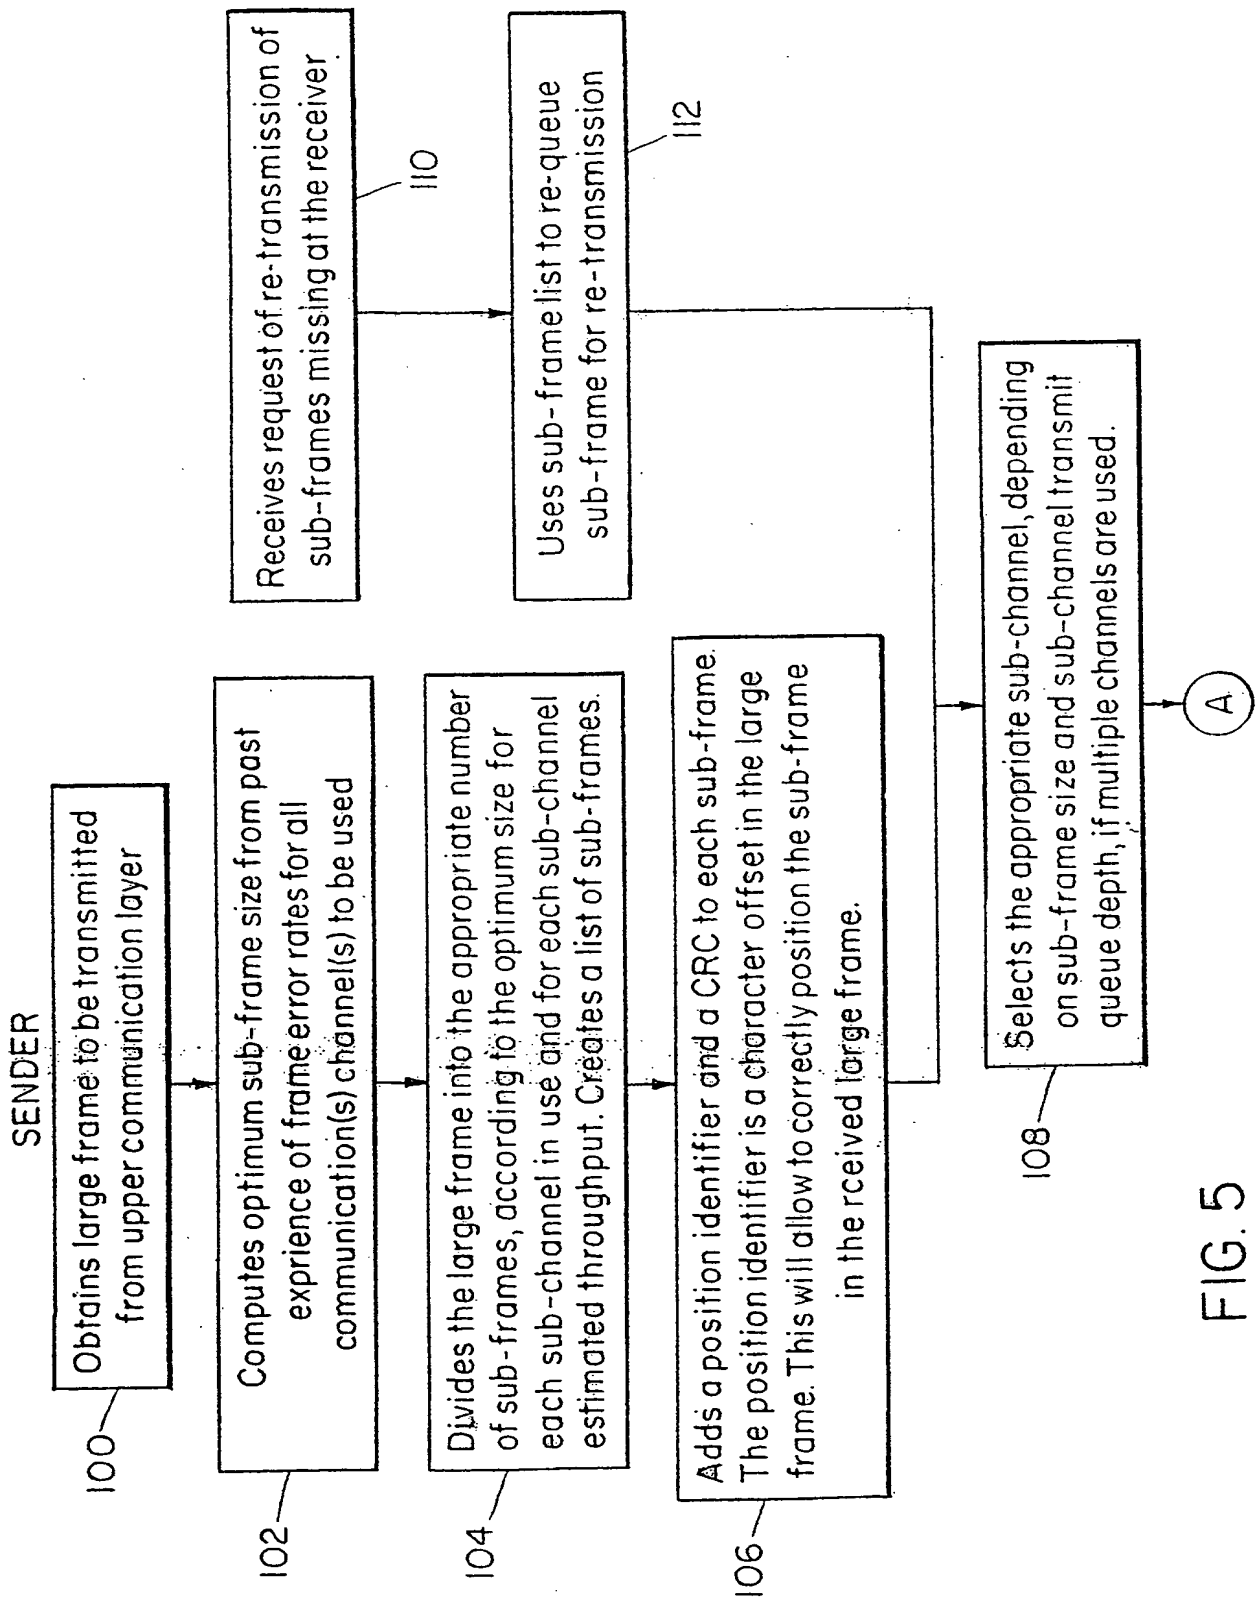 SENDER
Obtains large frame to be transmitted
from upper communication layer
100
Computes optimum sub-frame size from past
exprience of frame error rates for all
communication(s) channel(s) to be used
102
Divides the large frame into the appropriate number
of sub-frames, according to the optimum size for
each sub-channel in use and for each sub-channel
estimated throughput. Creates a list of sub-frames.
104
Adds a position identifier and a CRC to each sub-frame.
The position identifier is a character offset in the large
frame. This will allow to correctly position the sub-frame
in the rceived large frame.
106
Receives request of re-transmission of
sub-frames missing at the receiver
110
Uses sub-frame list to re-queue
sub-frame for re-transmission
112
Selects the appropriate sub-channel, depending
on sub-frame size and sub-channel transmit
queue depth, if multiple channels are used.
108
A
FIG. 5